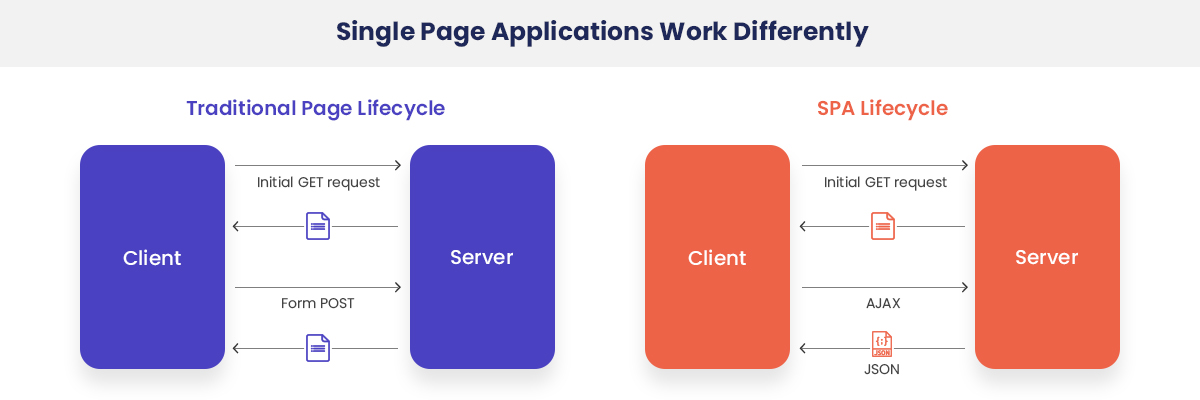 Single Page Applications Work Differently
Traditional Page Lifecycle
Client
Initial GET request
Form POST
Server
SPA Lifecycle
Client
Initial GET request
AJAX
{;}
JSON
JSON
Server